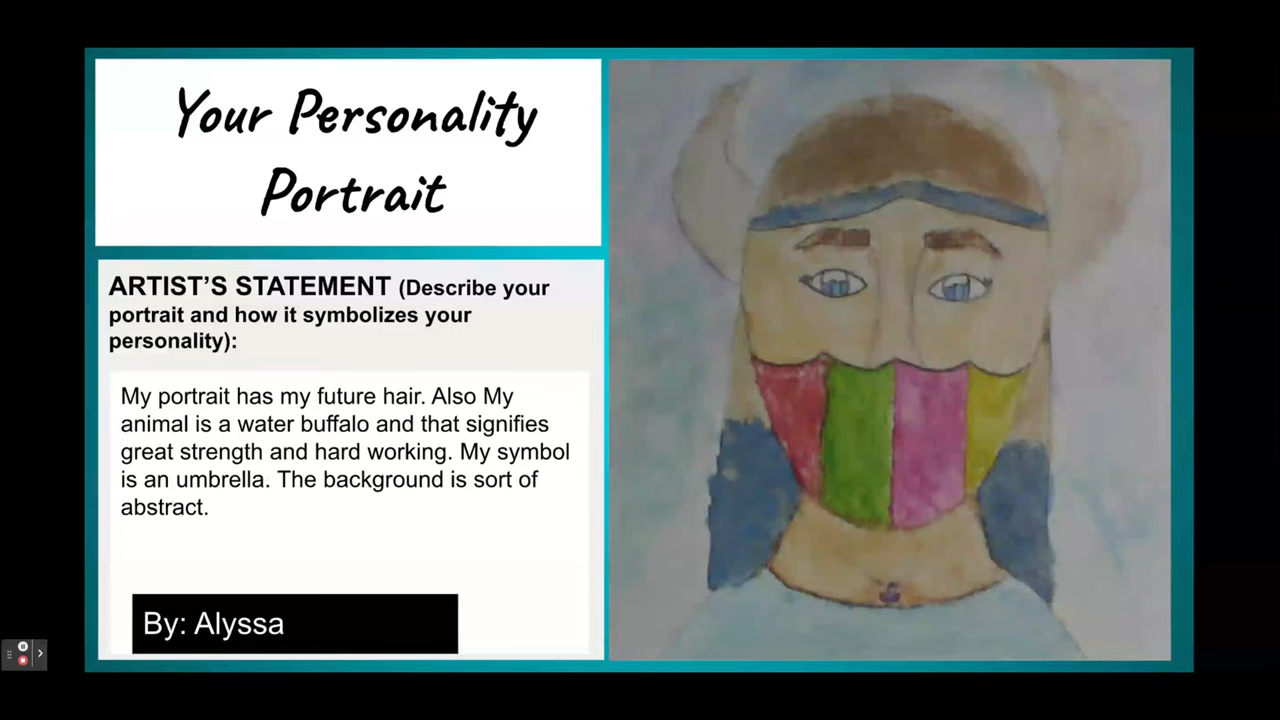 Your Personality
Portrait
ARTIST'S STATEMENT (Describe your
portrait and how it symbolizes your
personality):
My portrait has my future hair. Also My
animal is a water buffalo and that signifies
great strength and hard working. My symbol
is an umbrella. The background is sort of
abstract.
By: Alyssa